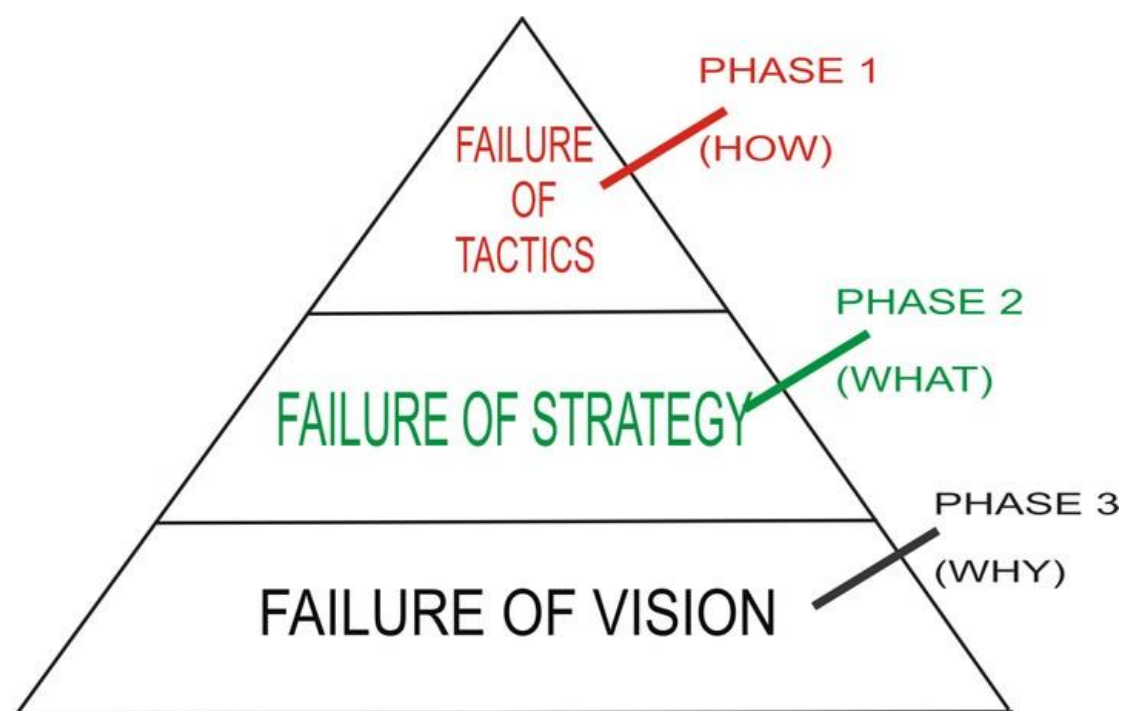 PHASE 1
(HOW)
FAILURE
OF
TACTICS
PHASE 2
(WHAT)
FAILURE OF STRATEGY
PHASE 3
(WHY)
FAILURE OF VISION